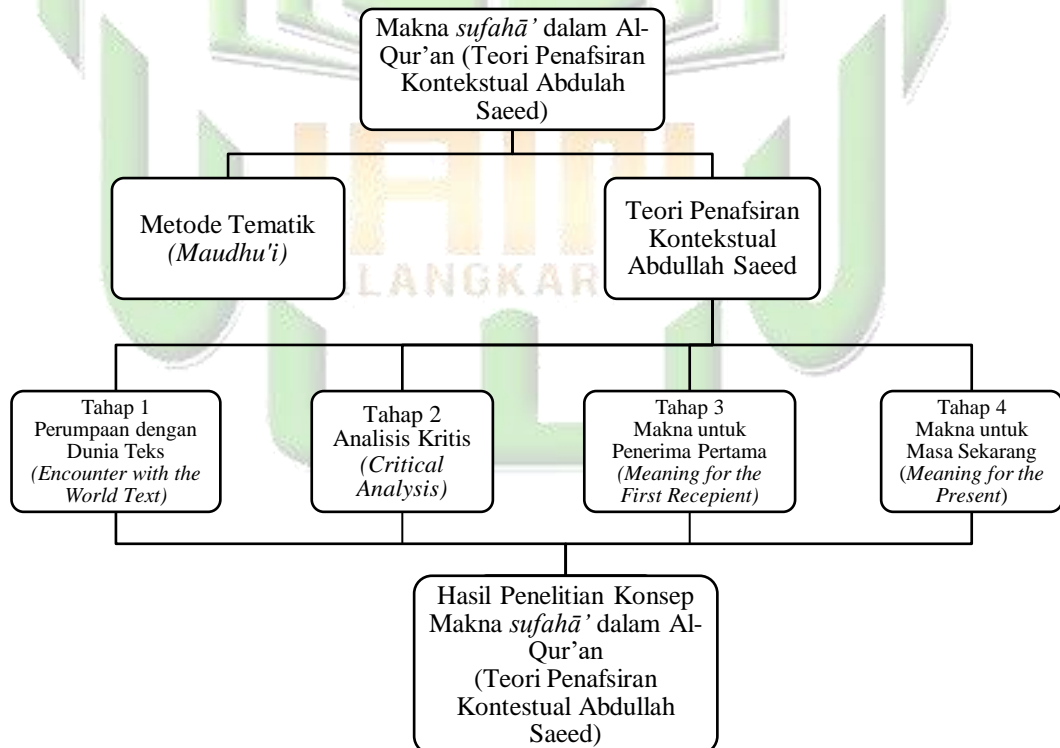 Makna sufahā’ dalam Al-
Qur’an (Teori Penafsiran
Kontekstual Abdulah
Saeed)
Metode Tematik
(Maudhu'i)
Teori Penafsiran
Kontekstual
Abdullah Saeed
Tahap 1
Perumpaan dengan
Dunia Teks
(Encounter with the
World Text)
Tahap 2
Analisis Kritis
(Critical
Analysis)
Tahap 3
Makna untuk
Penerima Pertama
(Meaning for the
First Recepient)
Tahap 4
Makna untuk
Masa Sekarang
(Meaning for the
Present)
Hasil Penelitian Konsep
Makna sufahā’ dalam Al-
Qur’an
(Teori Penafsiran
Kontestual Abdullah
Saeed)
IAIN
LANGKAR